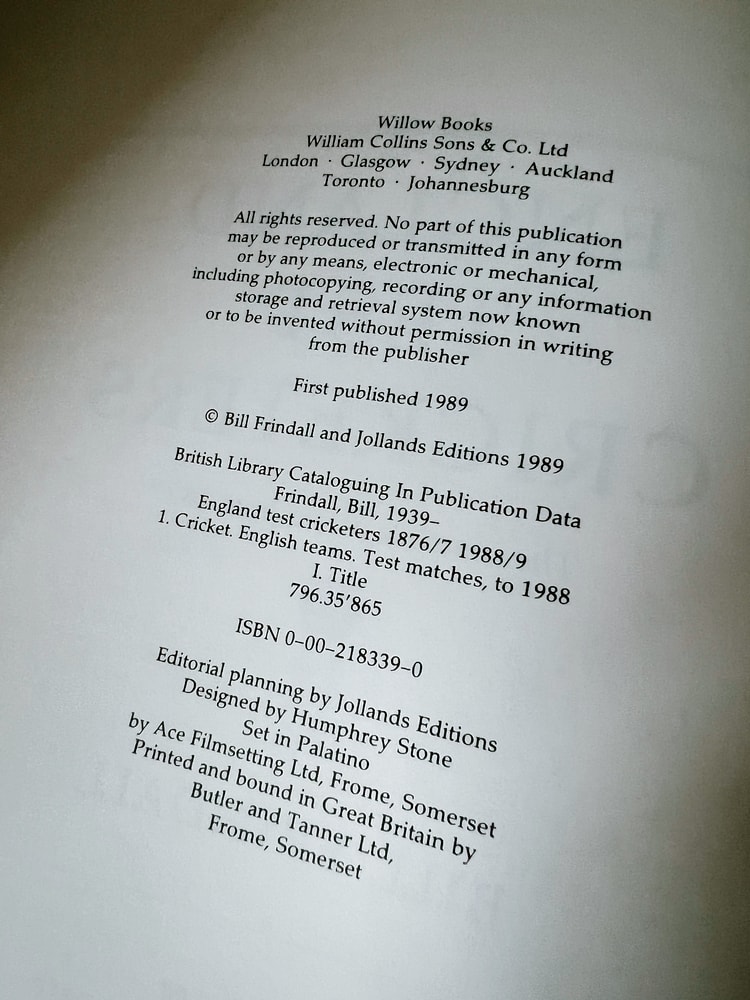 Willow Books
William Collins Sons & Co. Ltd
London · Glasgow · Sydney · Auckland
Toronto · Johannesburg
All rights reserved. No part of this publication
may be reproduced or transmitted in any form
or by any means, electronic or mechanical,
including photocopying, recording or any information
storage and retrieval system now known
or to be invented without permission in writing
from the publisher
First published 1989
© Bill Frindall and Jollands Editions 1989
British Library Cataloguing In Publication Data
Frindall, Bill, 1939–
England test cricketers 1876/7 1988/9
1. Cricket. English teams. Test matches, to 1988
I. Title
796.35'865
ISBN 0–00–218339–0
Editorial planning by Jollands Editions
Designed by Humphrey Stone
Set in Palatino
by Ace Filmsetting Ltd, Frome, Somerset
Printed and bound in Great Britain by
Butler and Tanner Ltd,
Frome, Somerset